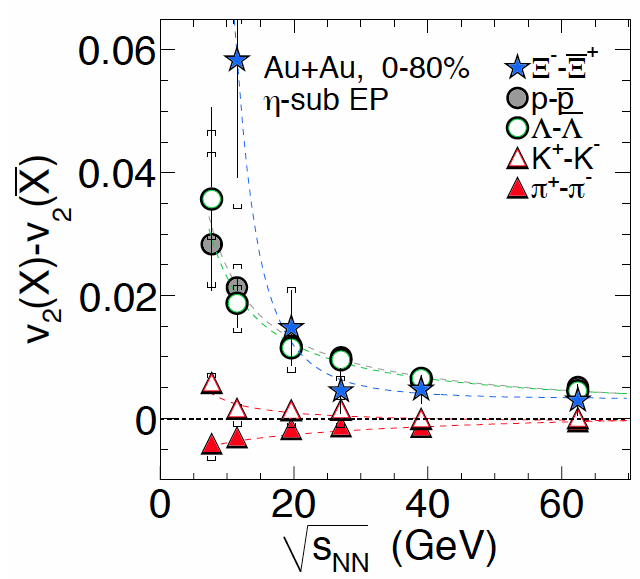 0.06
0.04
0.02
0
v₂(X)-v₂(X̅)
Au+Au, 0-80%
η-sub EP
Ξ⁻-Ξ̅⁺
p-p̅
Λ-Λ̅
K⁺-K⁻
π⁺-π⁻
0 20 40 60
√sNN (GeV)